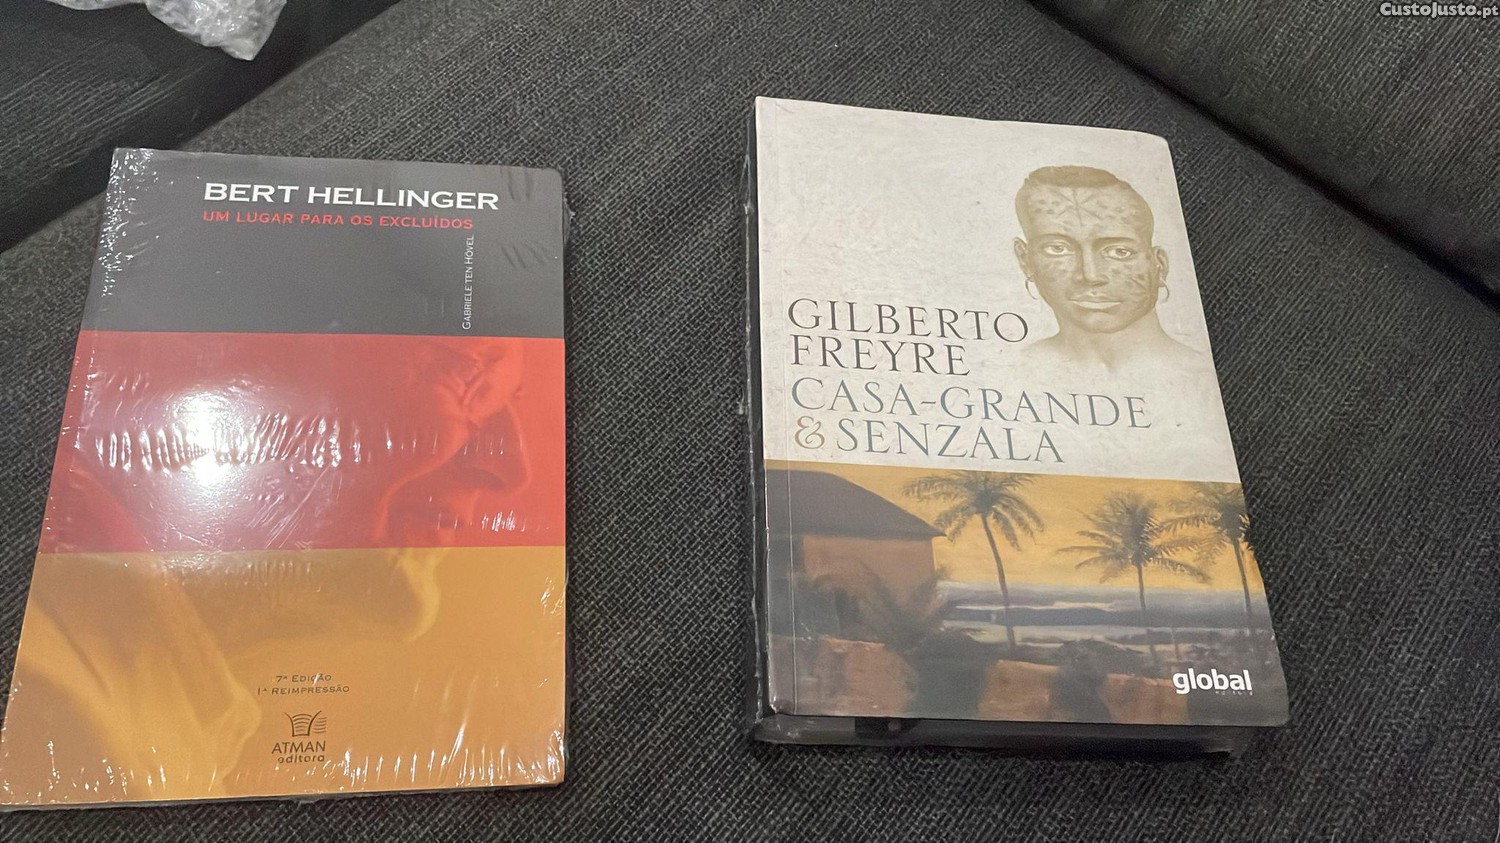 CustoJusto.pt
BERT HELLINGER
UM LUGAR PARA OS EXCLUÍDOS
GABRIELE TEN HÖVEL
7ª EDIÇÃO
1ª REIMPRESSÃO
ATMAN
editora
GILBERTO
FREYRE
CASA-GRANDE
& SENZALA
global
editora